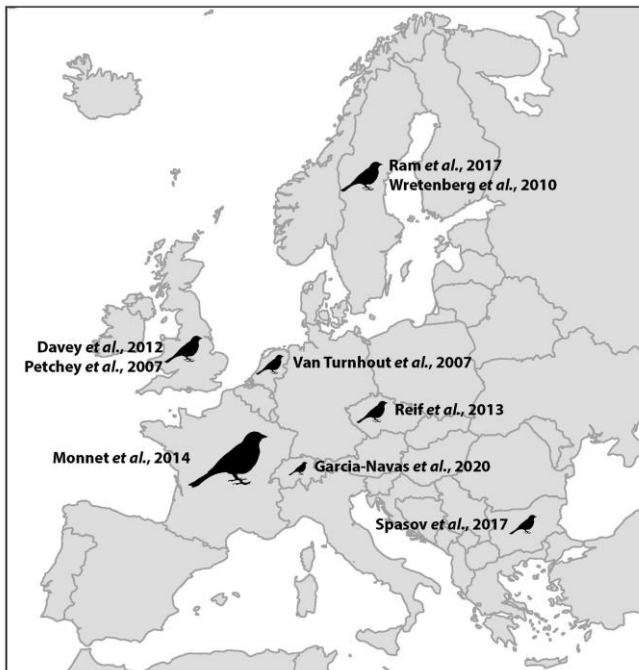 Ram et al., 2017
Wretenberg et al., 2010
Davey et al., 2012
Petchey et al., 2007
Van Turnhout et al., 2007
Reif et al., 2013
Monnet et al., 2014
Garcia-Navas et al., 2020
Spasov et al., 2017